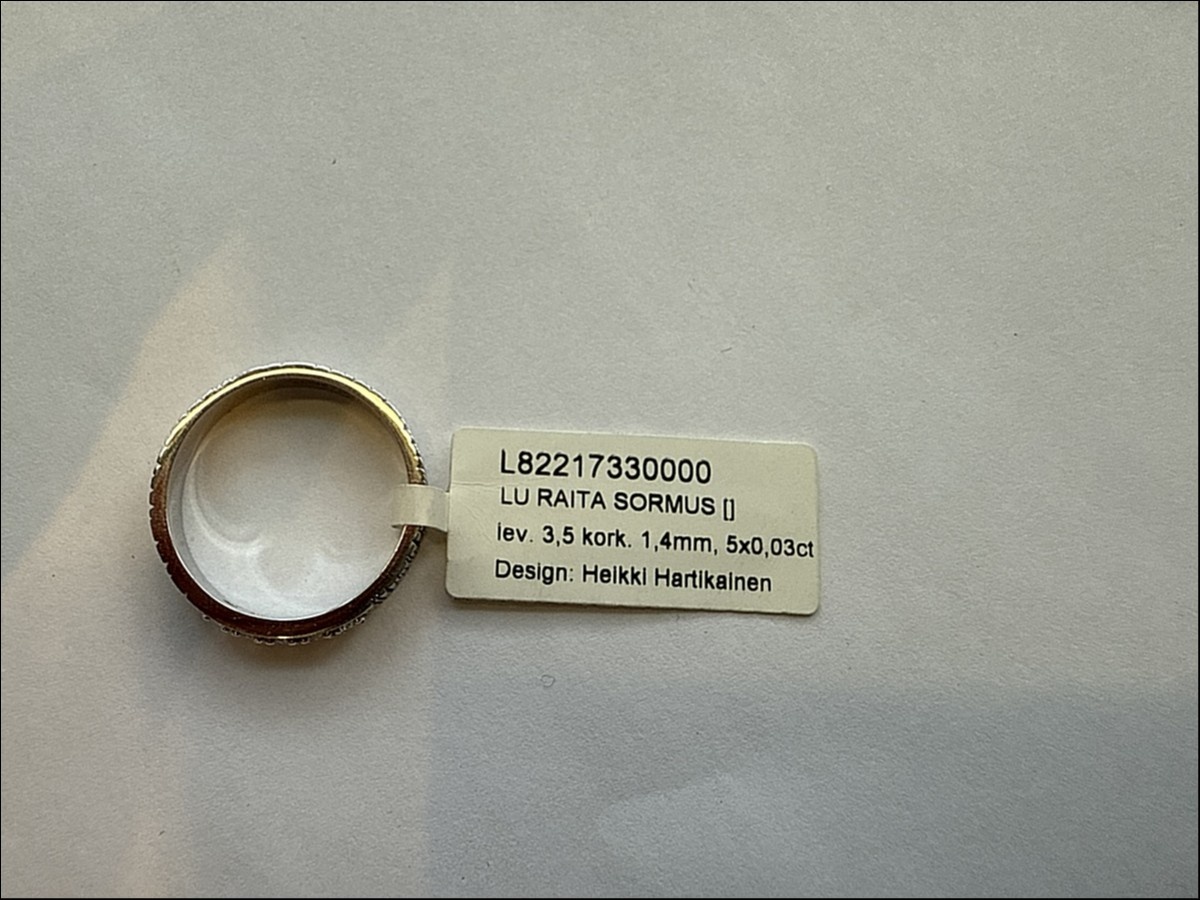 L82217330000
LU RAITA SORMUS []
lev. 3,5 kork. 1,4mm, 5x0,03ct
Design: Heikki Hartikainen